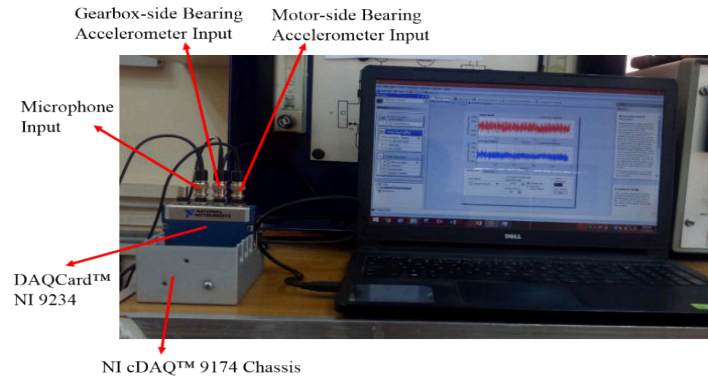 Gearbox-side Bearing
Accelerometer Input
Motor-side Bearing
Accelerometer Input
Microphone
Input
NATIONAL
INSTRUMENTS
DELL
DAQCard™
NI 9234
NI cDAQ™ 9174 Chassis